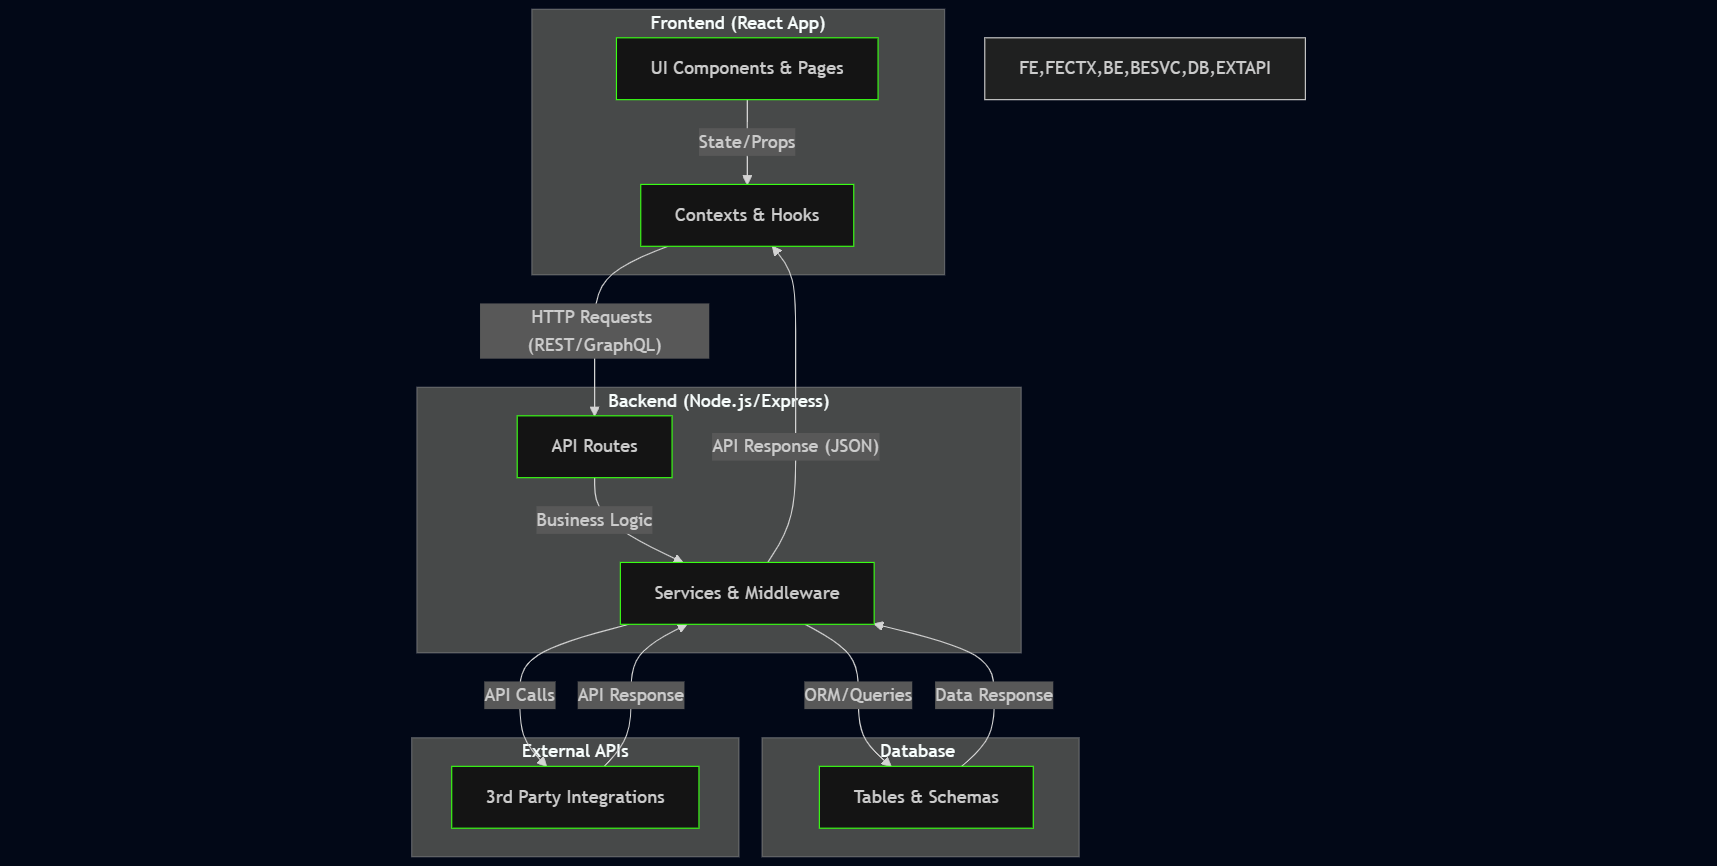 Frontend (React App)
UI Components & Pages
FE,FECTX,BE,BESVC,DB,EXTAPI
State/Props
Contexts & Hooks
HTTP Requests
(REST/GraphQL)
Backend (Node.js/Express)
API Routes
API Response (JSON)
Business Logic
Services & Middleware
API Calls
API Response
ORM/Queries
Data Response
External APIs
Database
3rd Party Integrations
Tables & Schemas